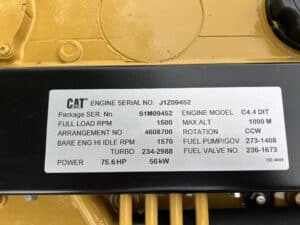 CAT ENGINE SERIAL NO. J1Z09452
Package SER. No S1M09452 ENGINE MODEL C4.4 DIT
FULL LOAD RPM 1500 MAX ALT 1000 M
ARRANGEMENT NO 4608700 ROTATION CCW
BARE ENG HI IDLE RPM 1570 FUEL PUMP/GOV 273-1408
TURBO 234-2988 FUEL VALVE NO. 236-1673
POWER 75.6 HP 56 kW